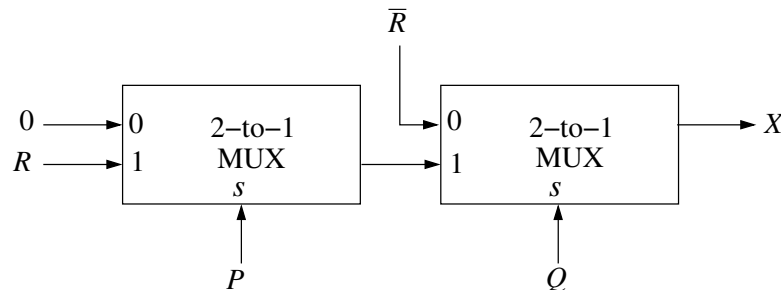 R̅
0 0 2–to–1 0 2–to–1 X
R 1 MUX 1 MUX
s s
P Q